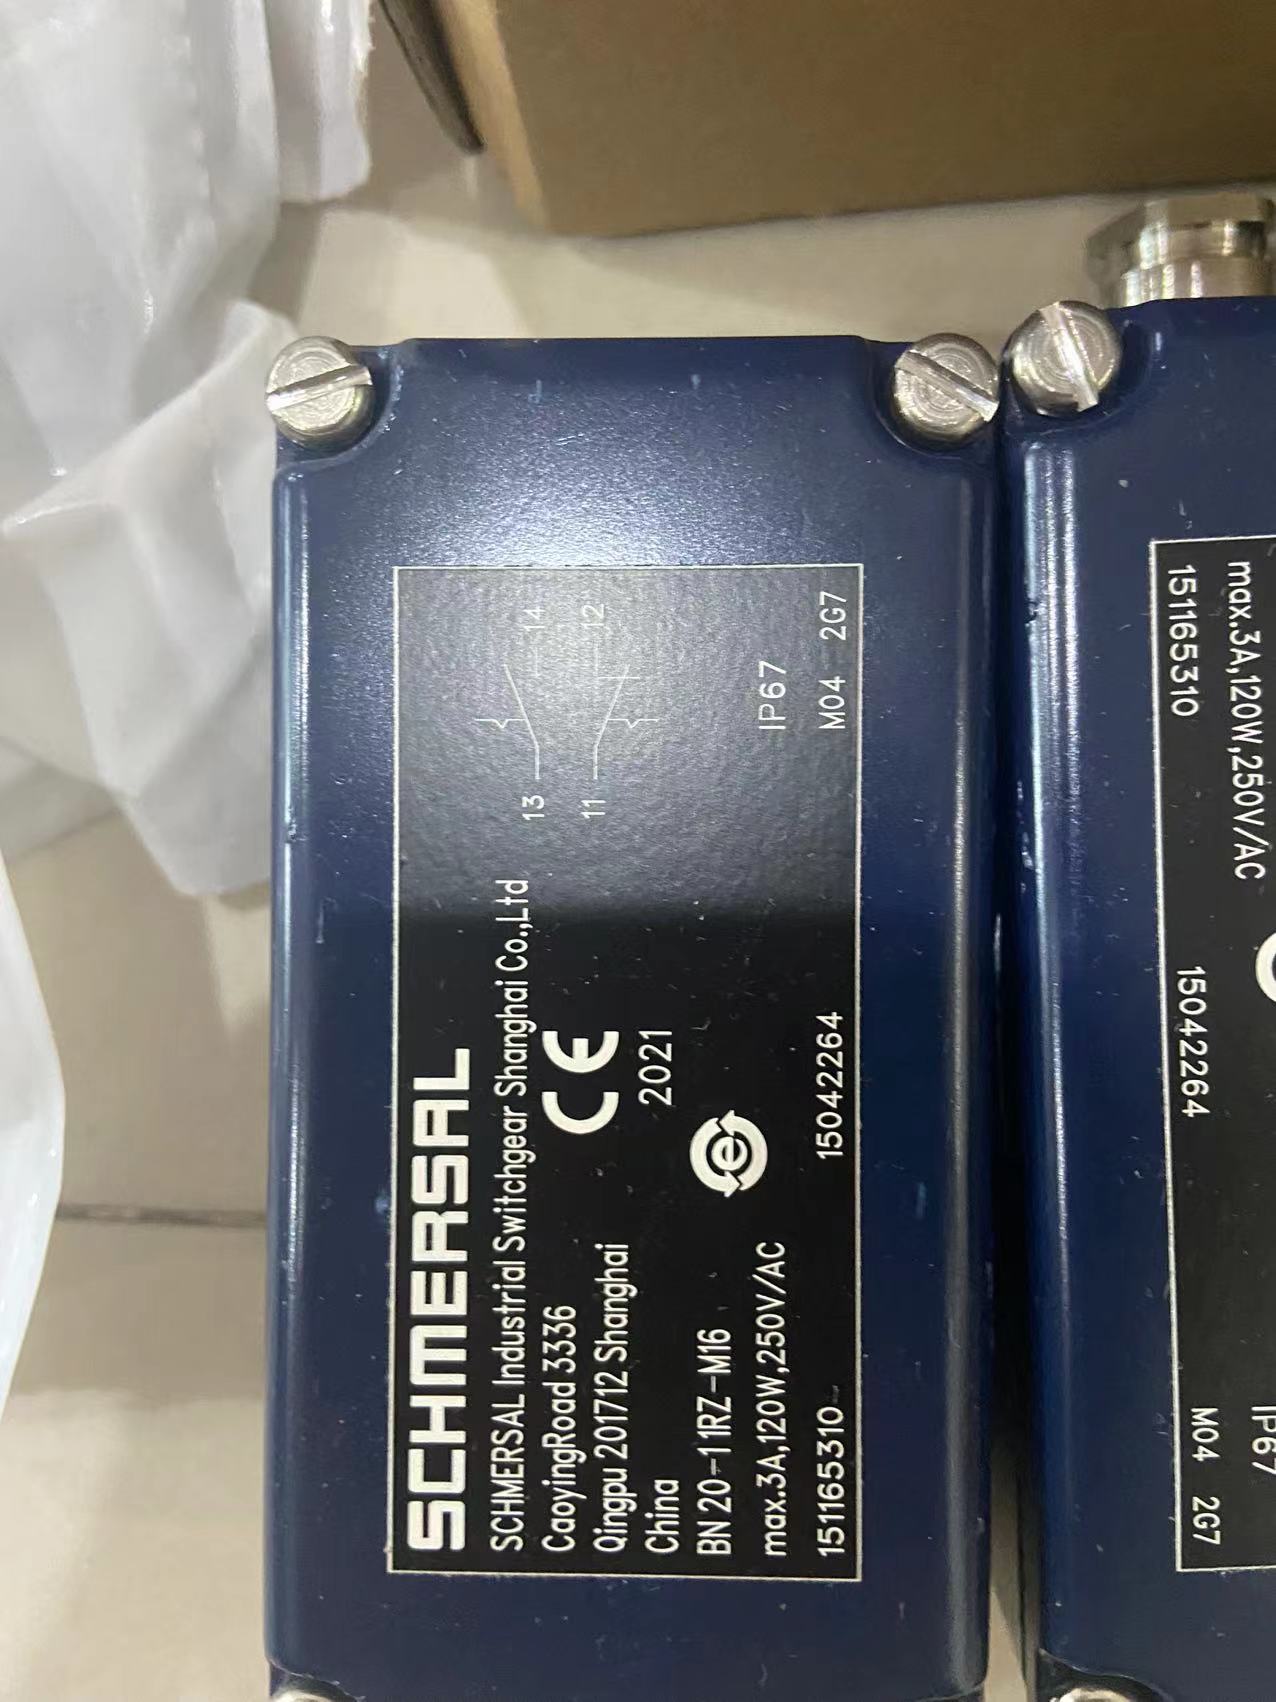 SCHMERSAL
SCHMERSAL Industrial Switchgear Shanghai Co.,Ltd
CaoyingRoad 3336
Qingpu 201712 Shanghai
China
CE
2021
BN 20-11RZ-M16
e
max.3A,120W,250V/AC
151165310
15042264
13 14
11 12
IP67
M04 2G7
max.3A,120W,250V/AC
151165310
15042264
IP67
M04 2G7